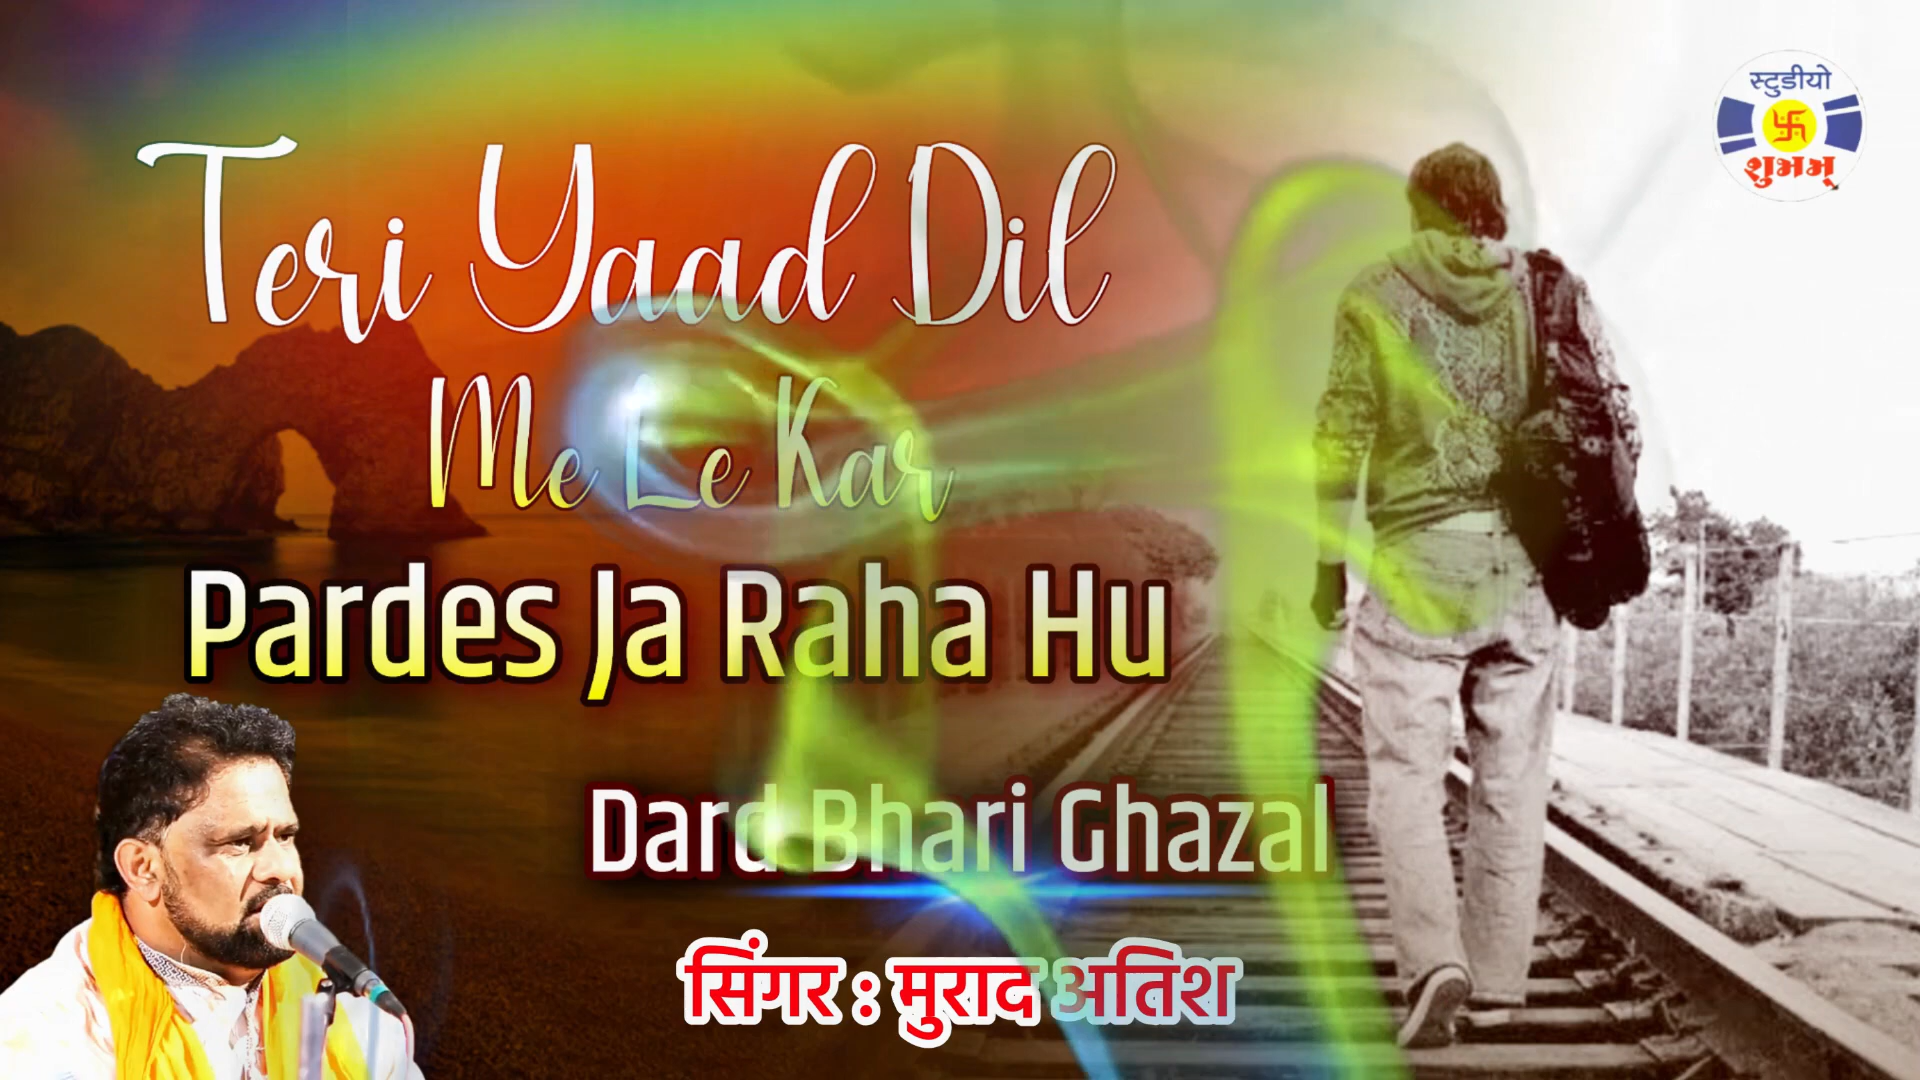 स्टुडीयो
शुभम्
Teri Yaad Dil
Me Le Kar
Pardes Ja Raha Hu
Dard Bhari Ghazal
सिंगर : मुराद अतिश